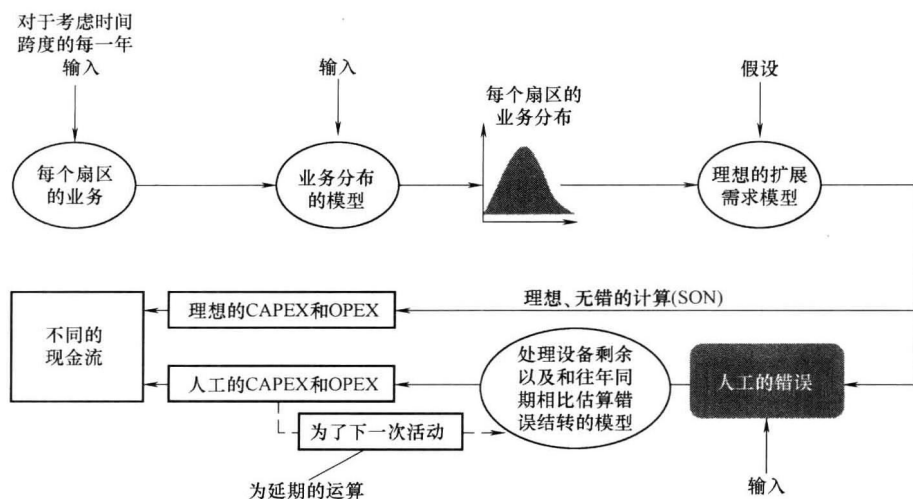 对于考虑时间
跨度的每一年
输入
输入
每个扇区的
业务分布
假设
每个扇区
的业务
业务分布
的模型
理想的扩展
需求模型
不同的
现金流
理想的CAPEX和OPEX
理想、无错的计算(SON)
人工的CAPEX和OPEX
处理设备剩余
以及和往年同
期相比估算错
误结转的模型
人工的错误
为了下一次活动
为延期的运算
输入